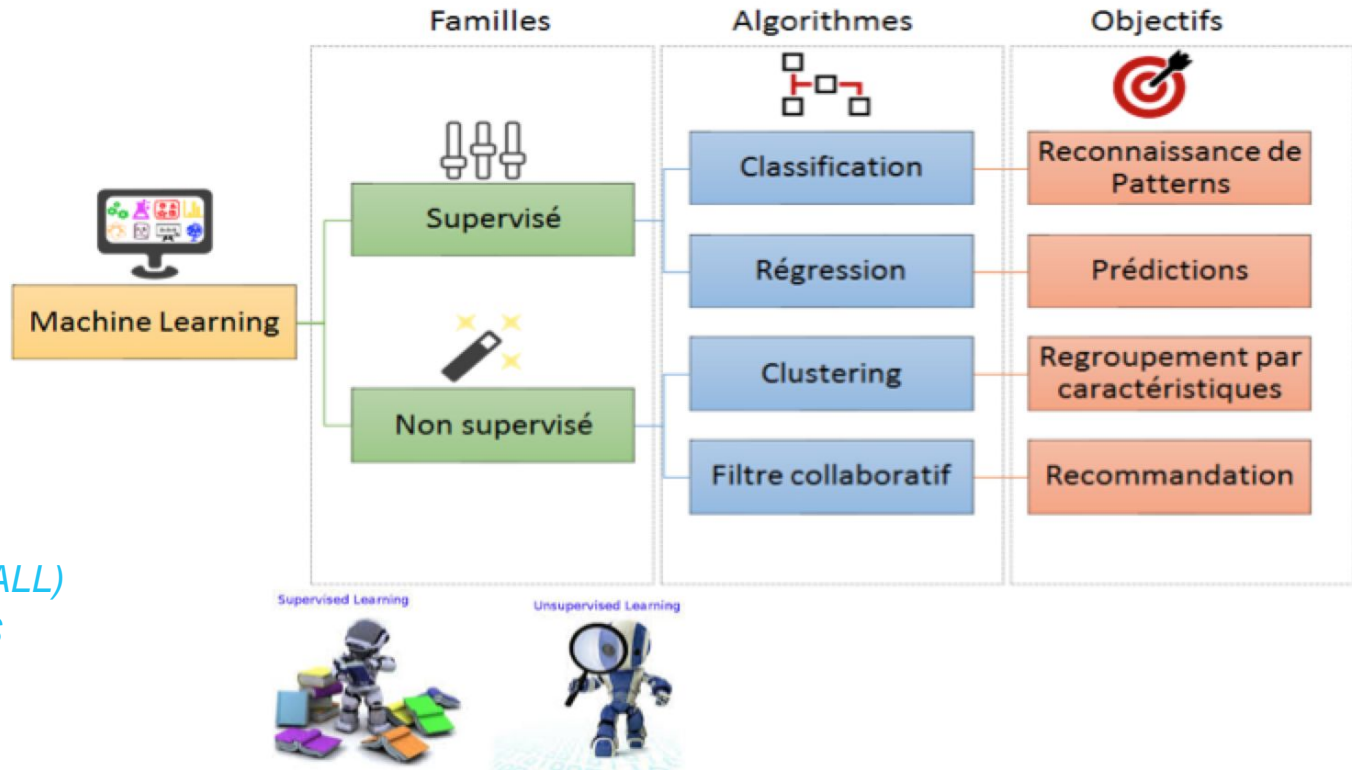 Familles
Algorithmes
Objectifs
Machine Learning
Supervisé
Non supervisé
Classification
Régression
Clustering
Filtre collaboratif
Reconnaissance de
Patterns
Prédictions
Regroupement par
caractéristiques
Recommandation
ALL)
Supervised Learning
Unsupervised Learning